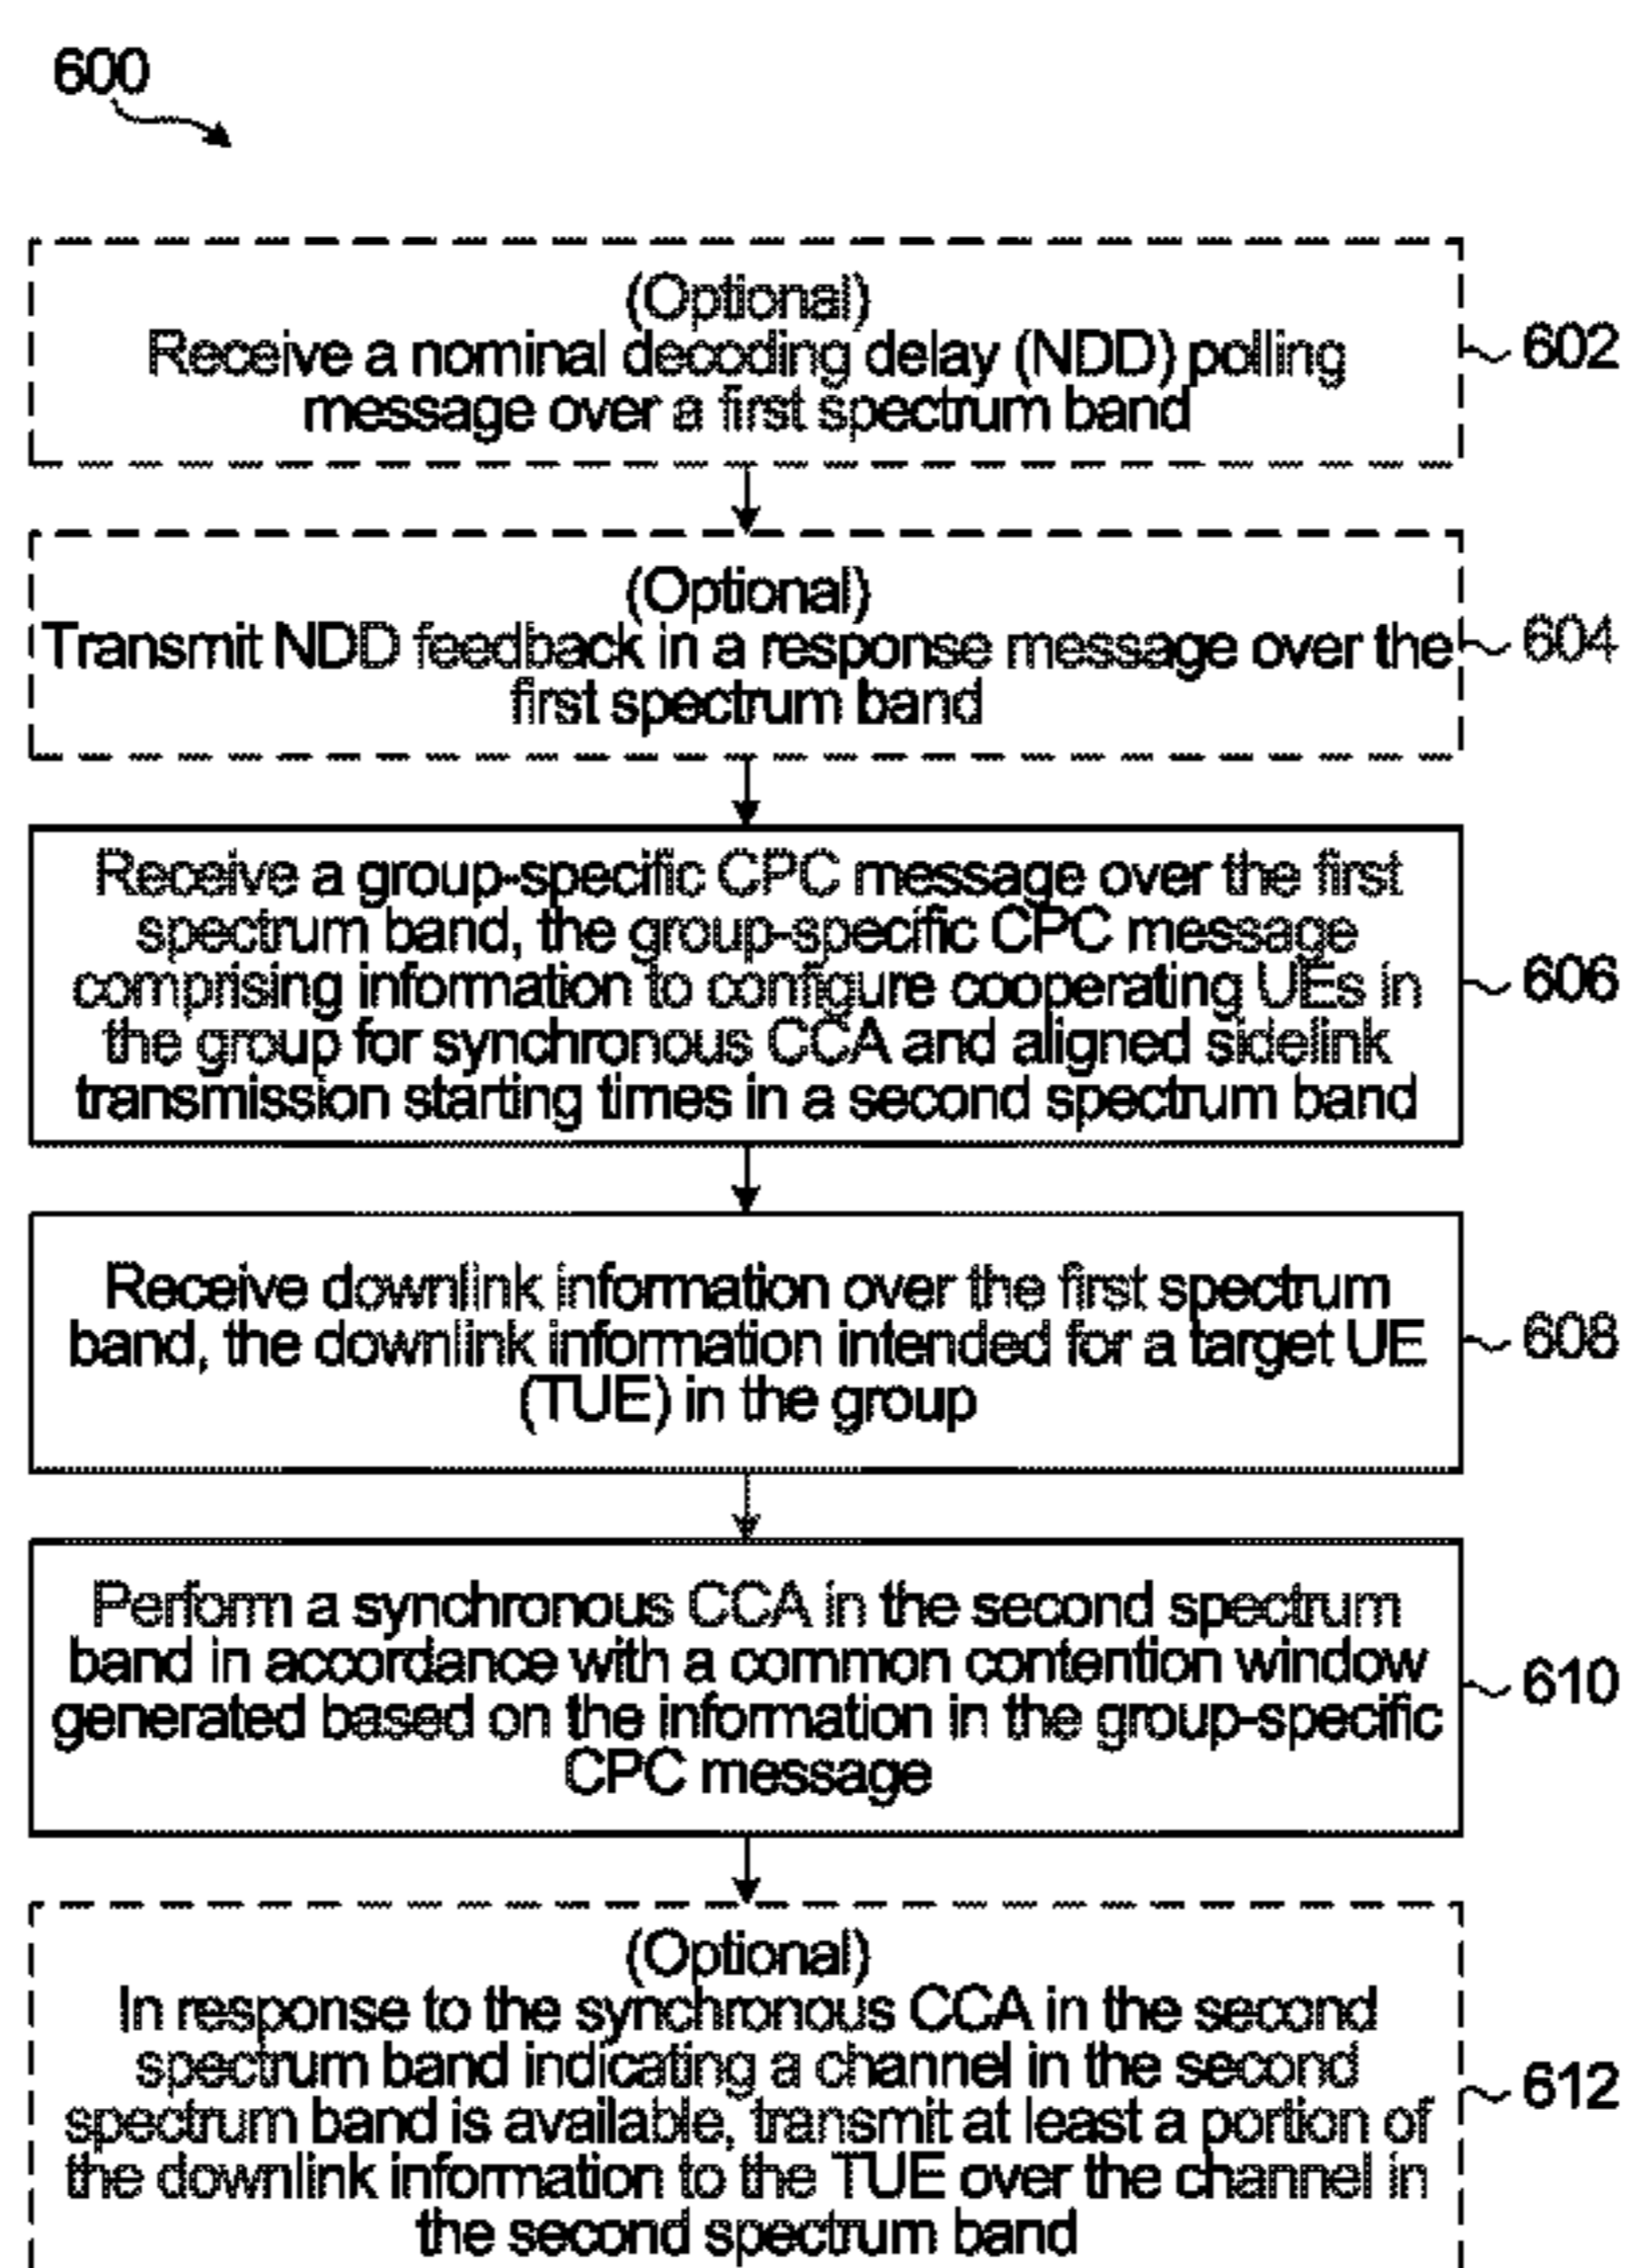 600
(Optional)
Receive a nominal decoding delay (NDD) polling
message over a first spectrum band
602
(Optional)
Transmit NDD feedback in a response message over the
first spectrum band
604
Receive a group-specific CPC message over the first
spectrum band, the group-specific CPC message
comprising information to configure cooperating UEs in
the group for synchronous CCA and aligned sidelink
transmission starting times in a second spectrum band
606
Receive downlink information over the first spectrum
band, the downlink information intended for a target UE
(TUE) in the group
608
Perform a synchronous CCA in the second spectrum
band in accordance with a common contention window
generated based on the information in the group-specific
CPC message
610
(Optional)
In response to the synchronous CCA in the second
spectrum band indicating a channel in the second
spectrum band is available, transmit at least a portion of
the downlink information to the TUE over the channel in
the second spectrum band
612